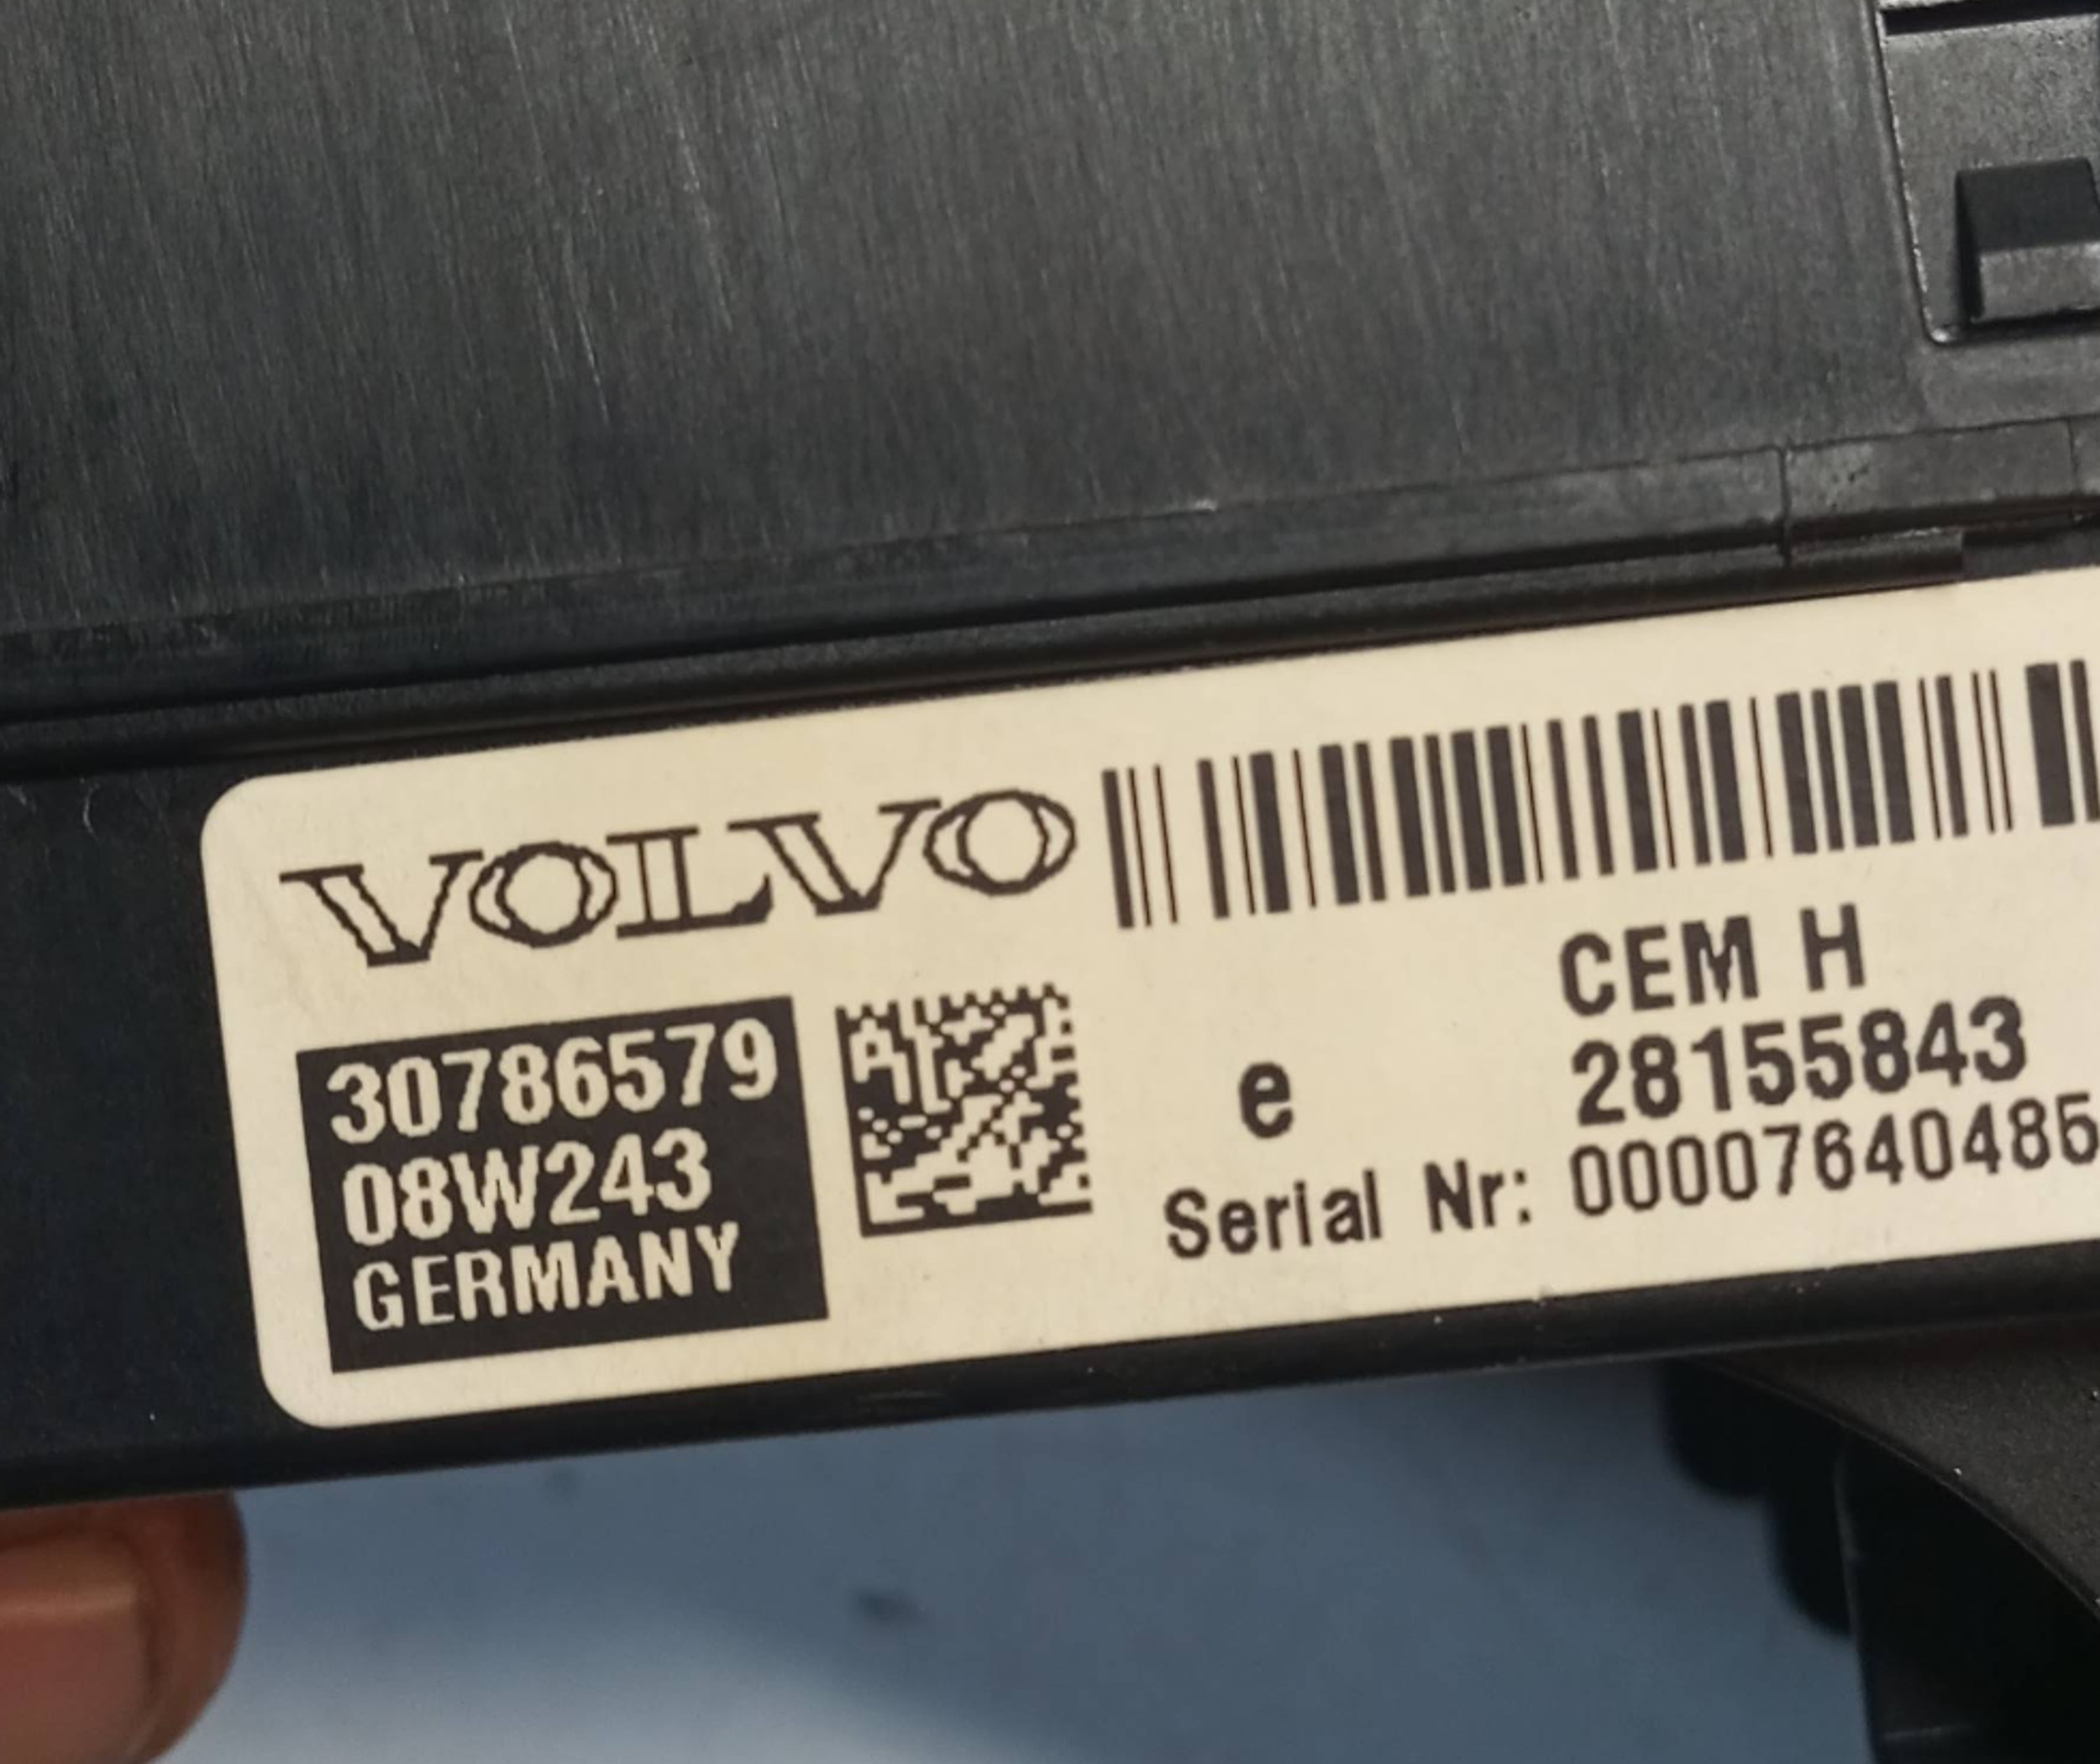 VOLVO
30786579
08W243
GERMANY
e
CEM H
28155843
Serial Nr: 00007640485